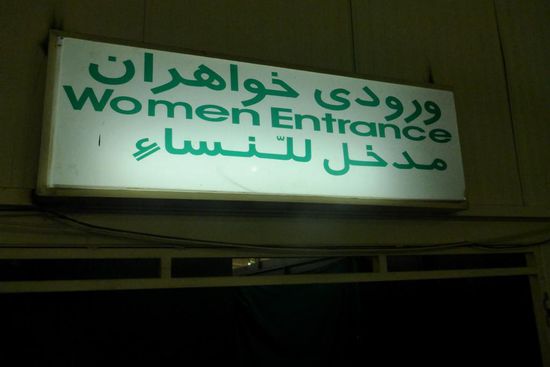 ورودی خواهران
Women Entrance
مدخل للنّساءِ